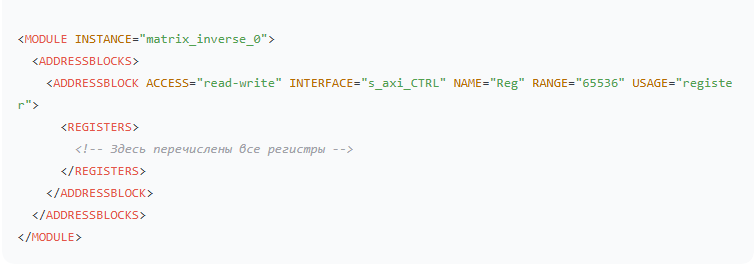 <MODULE INSTANCE="matrix_inverse_0">
<ADDRESSBLOCKS>
<ADDRESSBLOCK ACCESS="read-write" INTERFACE="s_axi_CTRL" NAME="Reg" RANGE="65536" USAGE="registe
r">
<REGISTERS>
<!-- Здесь перечислены все регистры -->
</REGISTERS>
</ADDRESSBLOCK>
</ADDRESSBLOCKS>
</MODULE>